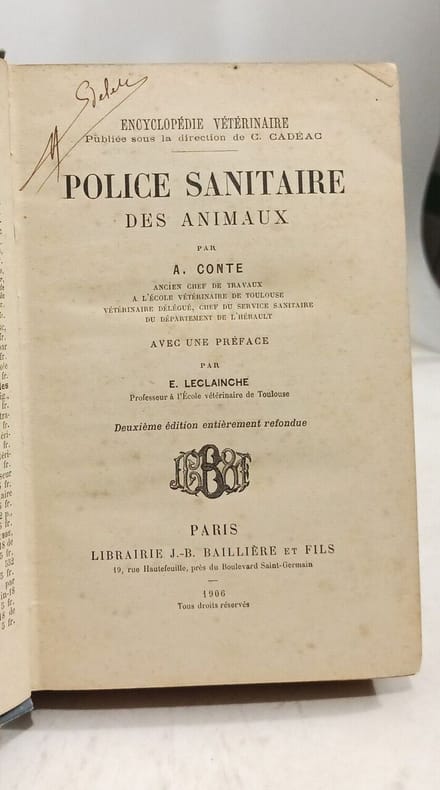 ENCYCLOPÉDIE VÉTÉRINAIRE
Publiée sous la direction de C. CADÉAC
POLICE SANITAIRE
DES ANIMAUX
PAR
A. CONTE
ANCIEN CHEF DE TRAVAUX
A L'ÉCOLE VÉTÉRINAIRE DE TOULOUSE
VÉTÉRINAIRE DÉLÉGUÉ, CHEF DU SERVICE SANITAIRE
DU DÉPARTEMENT DE L'HÉRAULT
AVEC UNE PRÉFACE
PAR
E. LECLAINCHE
Professeur à l'École vétérinaire de Toulouse
Deuxième édition entièrement refondue
PARIS
LIBRAIRIE J.-B. BAILLIÈRE ET FILS
19, rue Hautefeuille, près du Boulevard Saint-Germain
1906
Tous droits réservés